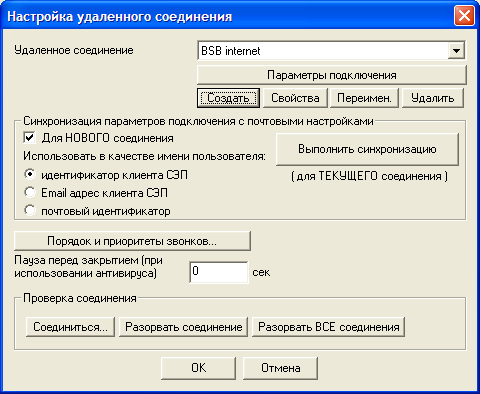 Настройка удаленного соединения
Удаленное соединение
BSB internet
Параметры подключения
Создать Свойства Переимен. Удалить
Синхронизация параметров подключения с почтовыми настройками
Для НОВОГО соединения
Использовать в качестве имени пользователя:
Выполнить синхронизацию
идентификатор клиента СЭП
( для ТЕКУЩЕГО соединения )
Email адрес клиента СЭП
почтовый идентификатор
Порядок и приоритеты звонков...
Пауза перед закрытием (при
использовании антивируса)
0 сек
Проверка соединения
Соединиться... Разорвать соединение Разорвать ВСЕ соединения
OK Отмена